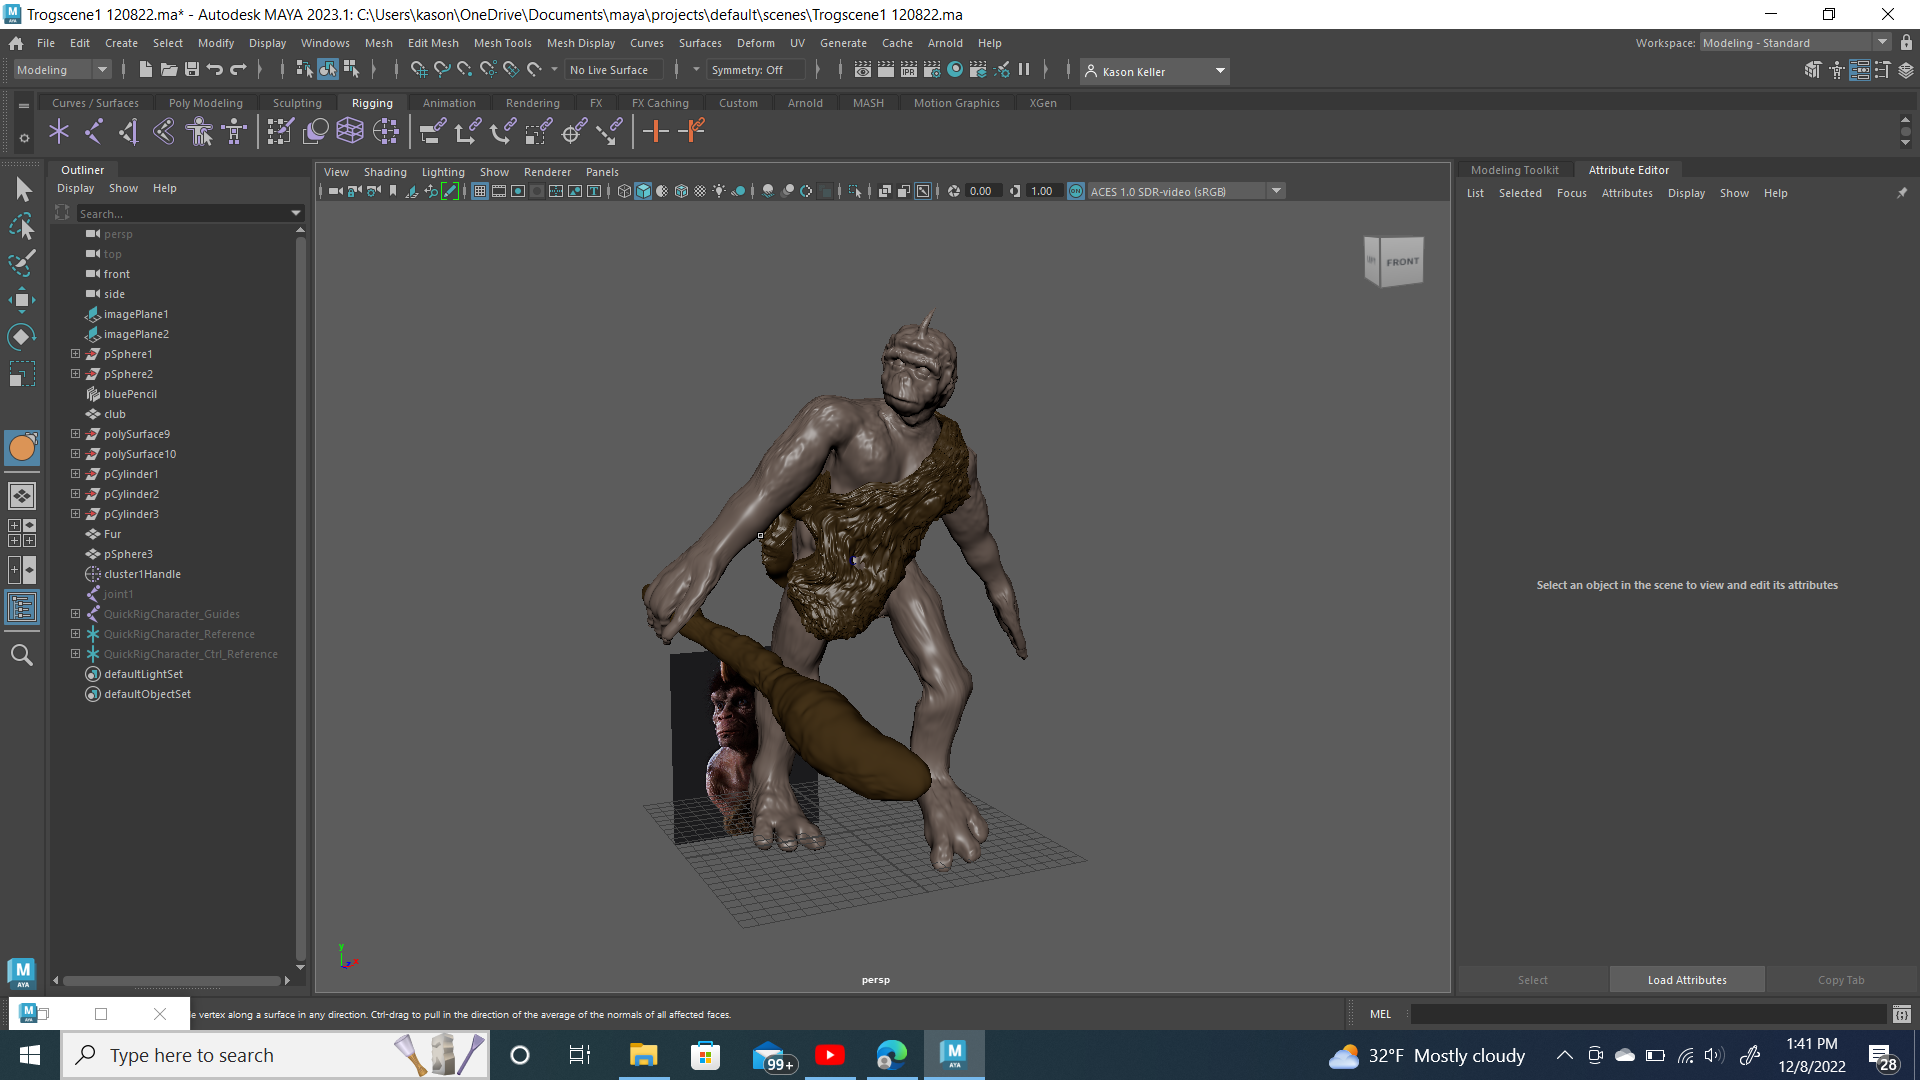 Trogscene1 120822.ma* - Autodesk MAYA 2023.1: C:\Users\kason\OneDrive\Documents\maya\projects\default\scenes\Trogscene1 120822.ma
File Edit Create Select Modify Display Windows Mesh Edit Mesh Mesh Tools Mesh Display Curves Surfaces Deform UV Generate Cache Arnold Help Workspace: Modeling - Standard
Modeling No Live Surface Symmetry: Off IPR Kason Keller
Curves / Surfaces Poly Modeling Sculpting Rigging Animation Rendering FX FX Caching Custom Arnold MASH Motion Graphics XGen
Outliner
Display Show Help
Search...
persp
top
front
side
imagePlane1
imagePlane2
pSphere1
pSphere2
bluePencil
club
polySurface9
polySurface10
pCylinder1
pCylinder2
pCylinder3
Fur
pSphere3
cluster1Handle
joint1
QuickRigCharacter_Guides
QuickRigCharacter_Reference
QuickRigCharacter_Ctrl_Reference
defaultLightSet
defaultObjectSet
View Shading Lighting Show Renderer Panels
0.00 1.00 ON ACES 1.0 SDR-video (sRGB)
FRONT
y
persp
Modeling Toolkit Attribute Editor
List Selected Focus Attributes Display Show Help
Select an object in the scene to view and edit its attributes
Select Load Attributes Copy Tab
M
AYA
e vertex along a surface in any direction. Ctrl-drag to pull in the direction of the average of the normals of all affected faces.
MEL
Type here to search
99+
M
AYA
32°F Mostly cloudy
1:41 PM
12/8/2022
28